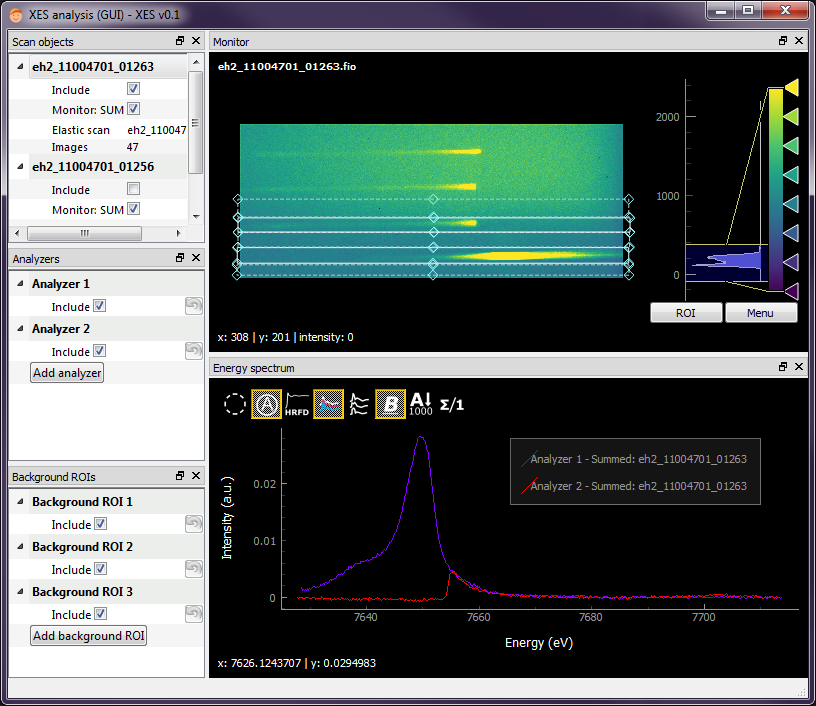 XES analysis (GUI) - XES v0.1
Scan objects
eh2_11004701_01263
Include
Monitor: SUM
Elastic scan eh2_110047
Images 47
eh2_11004701_01256
Include
Monitor: SUM
Analyzers
Analyzer 1
Include
Analyzer 2
Include
Add analyzer
Background ROIs
Background ROI 1
Include
Background ROI 2
Include
Background ROI 3
Include
Add background ROI
Monitor
eh2_11004701_01263.fio
2000
1000
0
ROI Menu
x: 308 | y: 201 | intensity: 0
Energy spectrum
A HRFD B A 1000 Σ/1
Analyzer 1 - Summed: eh2_11004701_01263
Analyzer 2 - Summed: eh2_11004701_01263
Intensity (a.u.)
0.02
0.01
0
7640 7660 7680 7700
Energy (eV)
x: 7626.1243707 | y: 0.0294983